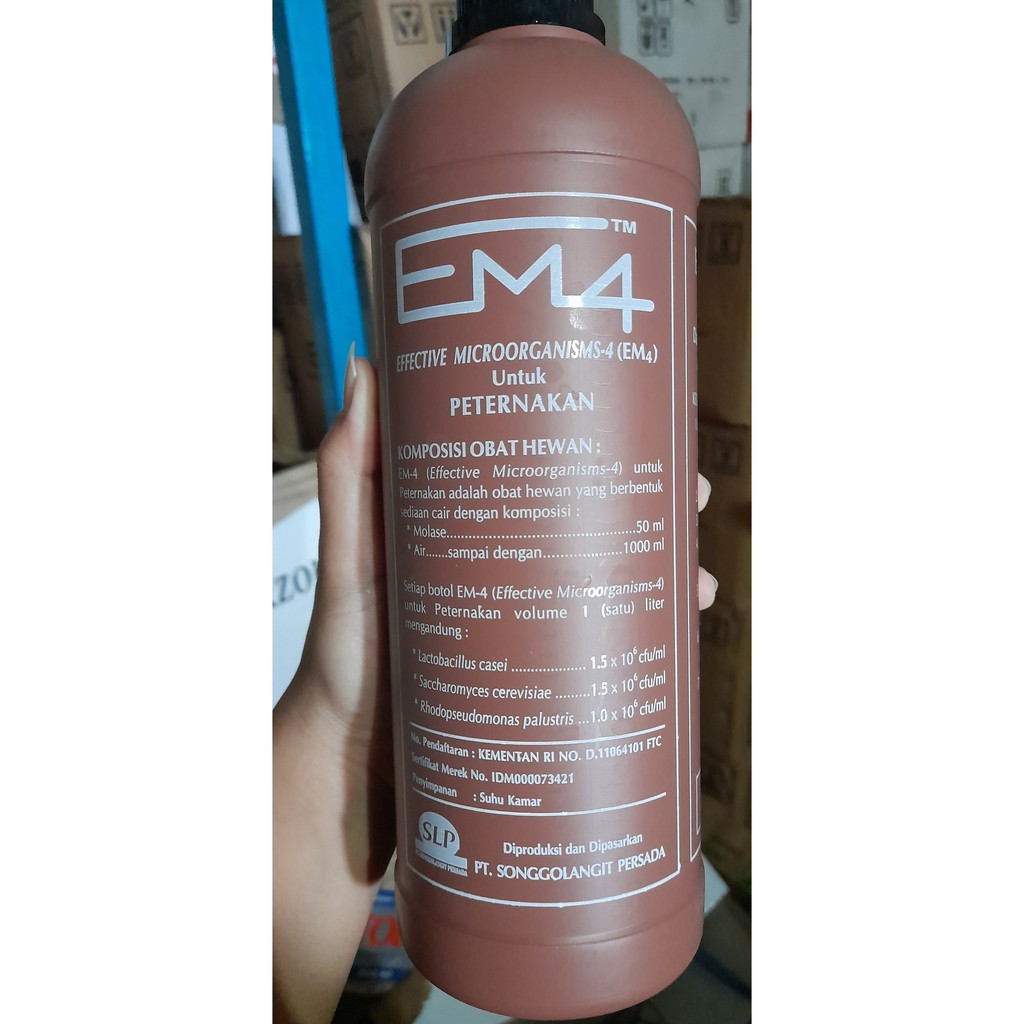 EM4™
EFFECTIVE MICROORGANISMS-4 (EM₄)
Untuk
PETERNAKAN
KOMPOSISI OBAT HEWAN :
EM-4 (Effective Microorganisms-4) untuk
Peternakan adalah obat hewan yang berbentuk
sediaan cair dengan komposisi :
* Molase..............................................50 ml
* Air.......sampai dengan....................1000 ml
Setiap botol EM-4 (Effective Microorganisms-4)
untuk Peternakan volume 1 (satu) liter
mengandung :
* Lactobacillus casei ................... 1.5 x 10⁶ cfu/ml
* Saccharomyces cerevisiae .........1.5 x 10⁶ cfu/ml
* Rhodopseudomonas palustris ...1.0 x 10⁶ cfu/ml
No. Pendaftaran : KEMENTAN RI NO. D.11064101 FTC
Sertifikat Merek No. IDM000073421
Penyimpanan : Suhu Kamar
SLP
Diproduksi dan Dipasarkan
PT. SONGGOLANGIT PERSADA